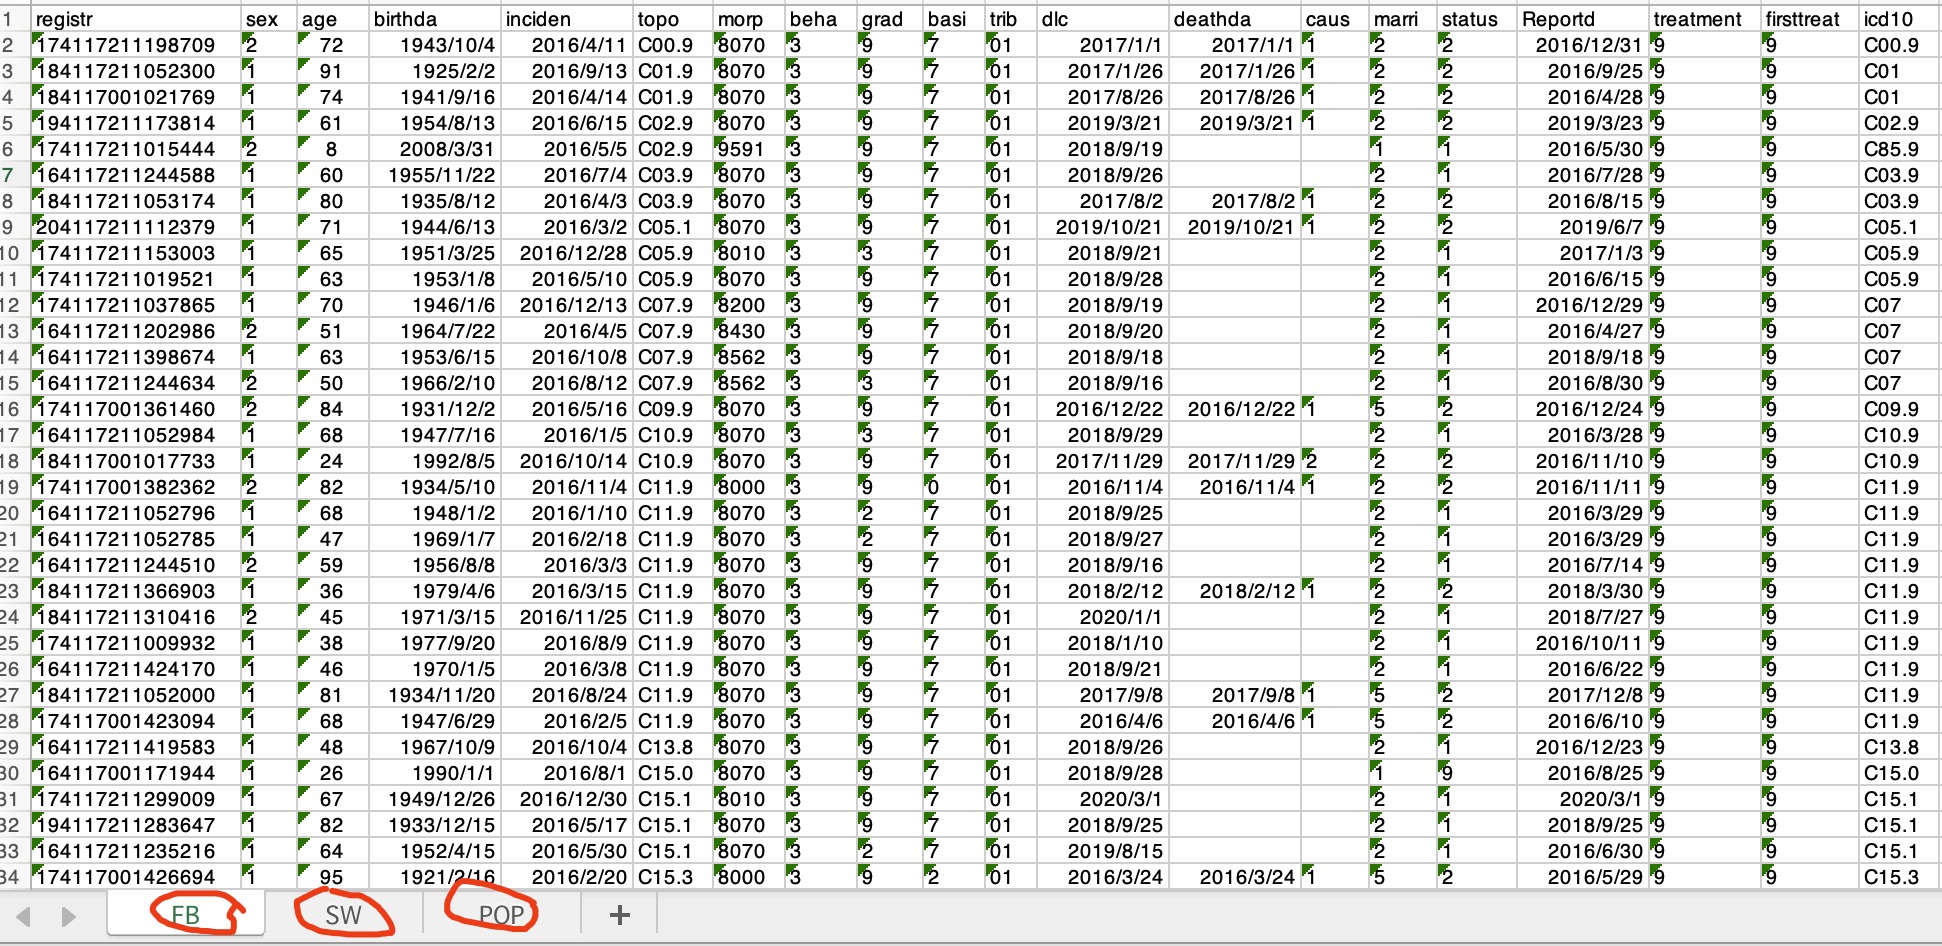 1 registr sex age birthda inciden topo morp beha grad basi trib dlc deathda caus marri status Reportd treatment firsttreat icd10
2 174117211198709 2 72 1943/10/4 2016/4/11 C00.9 8070 3 9 7 01 2017/1/1 2017/1/1 1 2 2 2016/12/31 9 9 C00.9
3 184117211052300 1 91 1925/2/2 2016/9/13 C01.9 8070 3 9 7 01 2017/1/26 2017/1/26 1 2 2 2016/9/25 9 9 C01
4 184117001021769 1 74 1941/9/16 2016/4/14 C01.9 8070 3 9 7 01 2017/8/26 2017/8/26 1 2 2 2016/4/28 9 9 C01
5 194117211173814 1 61 1954/8/13 2016/6/15 C02.9 8070 3 9 7 01 2019/3/21 2019/3/21 1 2 2 2019/3/23 9 9 C02.9
6 174117211015444 2 8 2008/3/31 2016/5/5 C02.9 9591 3 9 7 01 2018/9/19 1 1 2016/5/30 9 9 C85.9
7 164117211244588 1 60 1955/11/22 2016/7/4 C03.9 8070 3 9 7 01 2018/9/26 2 1 2016/7/28 9 9 C03.9
8 184117211053174 1 80 1935/8/12 2016/4/3 C03.9 8070 3 9 7 01 2017/8/2 2017/8/2 1 2 2 2016/8/15 9 9 C03.9
9 204117211112379 1 71 1944/6/13 2016/3/2 C05.1 8070 3 9 7 01 2019/10/21 2019/10/21 1 2 2 2019/6/7 9 9 C05.1
10 174117211153003 1 65 1951/3/25 2016/12/28 C05.9 8010 3 3 7 01 2018/9/21 2 1 2017/1/3 9 9 C05.9
11 174117211019521 1 63 1953/1/8 2016/5/10 C05.9 8070 3 9 7 01 2018/9/28 2 1 2016/6/15 9 9 C05.9
12 174117211037865 1 70 1946/1/6 2016/12/13 C07.9 8200 3 9 7 01 2018/9/19 2 1 2016/12/29 9 9 C07
13 164117211202986 2 51 1964/7/22 2016/4/5 C07.9 8430 3 9 7 01 2018/9/20 2 1 2016/4/27 9 9 C07
14 164117211398674 1 63 1953/6/15 2016/10/8 C07.9 8562 3 9 7 01 2018/9/18 2 1 2018/9/18 9 9 C07
15 164117211244634 2 50 1966/2/10 2016/8/12 C07.9 8562 3 3 7 01 2018/9/16 2 1 2016/8/30 9 9 C07
16 174117001361460 2 84 1931/12/2 2016/5/16 C09.9 8070 3 9 7 01 2016/12/22 2016/12/22 1 5 2 2016/12/24 9 9 C09.9
17 164117211052984 1 68 1947/7/16 2016/1/5 C10.9 8070 3 3 7 01 2018/9/29 2 1 2016/3/28 9 9 C10.9
18 184117001017733 1 24 1992/8/5 2016/10/14 C10.9 8070 3 9 7 01 2017/11/29 2017/11/29 2 2 2 2016/11/10 9 9 C10.9
19 174117001382362 2 82 1934/5/10 2016/11/4 C11.9 8000 3 9 0 01 2016/11/4 2016/11/4 1 2 2 2016/11/11 9 9 C11.9
20 164117211052796 1 68 1948/1/2 2016/1/10 C11.9 8070 3 2 7 01 2018/9/25 2 1 2016/3/29 9 9 C11.9
21 164117211052785 1 47 1969/1/7 2016/2/18 C11.9 8070 3 2 7 01 2018/9/27 2 1 2016/3/29 9 9 C11.9
22 164117211244510 2 59 1956/8/8 2016/3/3 C11.9 8070 3 9 7 01 2018/9/16 2 1 2016/7/14 9 9 C11.9
23 184117211366903 1 36 1979/4/6 2016/3/15 C11.9 8070 3 9 7 01 2018/2/12 2018/2/12 1 2 2 2018/3/30 9 9 C11.9
24 184117211310416 2 45 1971/3/15 2016/11/25 C11.9 8070 3 9 7 01 2020/1/1 2 1 2018/7/27 9 9 C11.9
25 174117211009932 1 38 1977/9/20 2016/8/9 C11.9 8070 3 9 7 01 2018/1/10 2 1 2016/10/11 9 9 C11.9
26 164117211424170 1 46 1970/1/5 2016/3/8 C11.9 8070 3 9 7 01 2018/9/21 2 1 2016/6/22 9 9 C11.9
27 184117211052000 1 81 1934/11/20 2016/8/24 C11.9 8070 3 9 7 01 2017/9/8 2017/9/8 1 5 2 2017/12/8 9 9 C11.9
28 174117001423094 1 68 1947/6/29 2016/2/5 C11.9 8070 3 9 7 01 2016/4/6 2016/4/6 1 5 2 2016/6/10 9 9 C11.9
29 164117211419583 1 48 1967/10/9 2016/10/4 C13.8 8070 3 9 7 01 2018/9/26 2 1 2016/12/23 9 9 C13.8
30 164117001171944 1 26 1990/1/1 2016/8/1 C15.0 8070 3 9 7 01 2018/9/28 1 9 2016/8/25 9 9 C15.0
31 174117211299009 1 67 1949/12/26 2016/12/30 C15.1 8010 3 9 7 01 2020/3/1 2 1 2020/3/1 9 9 C15.1
32 194117211283647 1 82 1933/12/15 2016/5/17 C15.1 8070 3 9 7 01 2018/9/25 2 1 2018/9/25 9 9 C15.1
33 164117211235216 1 64 1952/4/15 2016/5/30 C15.1 8070 3 2 7 01 2019/8/15 2 1 2016/6/30 9 9 C15.1
34 174117001426694 1 95 1921/2/16 2016/2/20 C15.3 8000 3 9 2 01 2016/3/24 2016/3/24 1 5 2 2016/5/29 9 9 C15.3
FB SW POP +